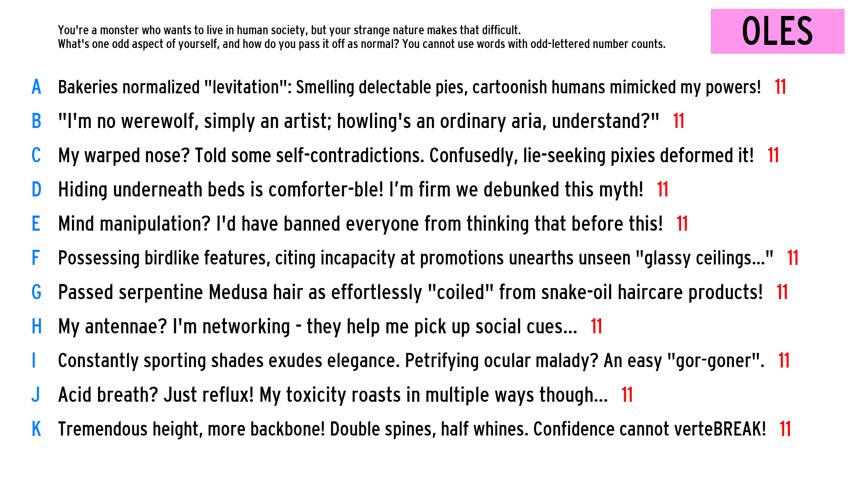 You're a monster who wants to live in human society, but your strange nature makes that difficult.
What's one odd aspect of yourself, and how do you pass it off as normal? You cannot use words with odd-lettered number counts.
OLES
A Bakeries normalized "levitation": Smelling delectable pies, cartoonish humans mimicked my powers! 11
B "I'm no werewolf, simply an artist; howling's an ordinary aria, understand?" 11
C My warped nose? Told some self-contradictions. Confusedly, lie-seeking pixies deformed it! 11
D Hiding underneath beds is comforter-ble! I'm firm we debunked this myth! 11
E Mind manipulation? I'd have banned everyone from thinking that before this! 11
F Possessing birdlike features, citing incapacity at promotions unearths unseen "glassy ceilings..." 11
G Passed serpentine Medusa hair as effortlessly "coiled" from snake-oil haircare products! 11
H My antennae? I'm networking - they help me pick up social cues... 11
I Constantly sporting shades exudes elegance. Petrifying ocular malady? An easy "gor-goner". 11
J Acid breath? Just reflux! My toxicity roasts in multiple ways though... 11
K Tremendous height, more backbone! Double spines, half whines. Confidence cannot verteBREAK! 11